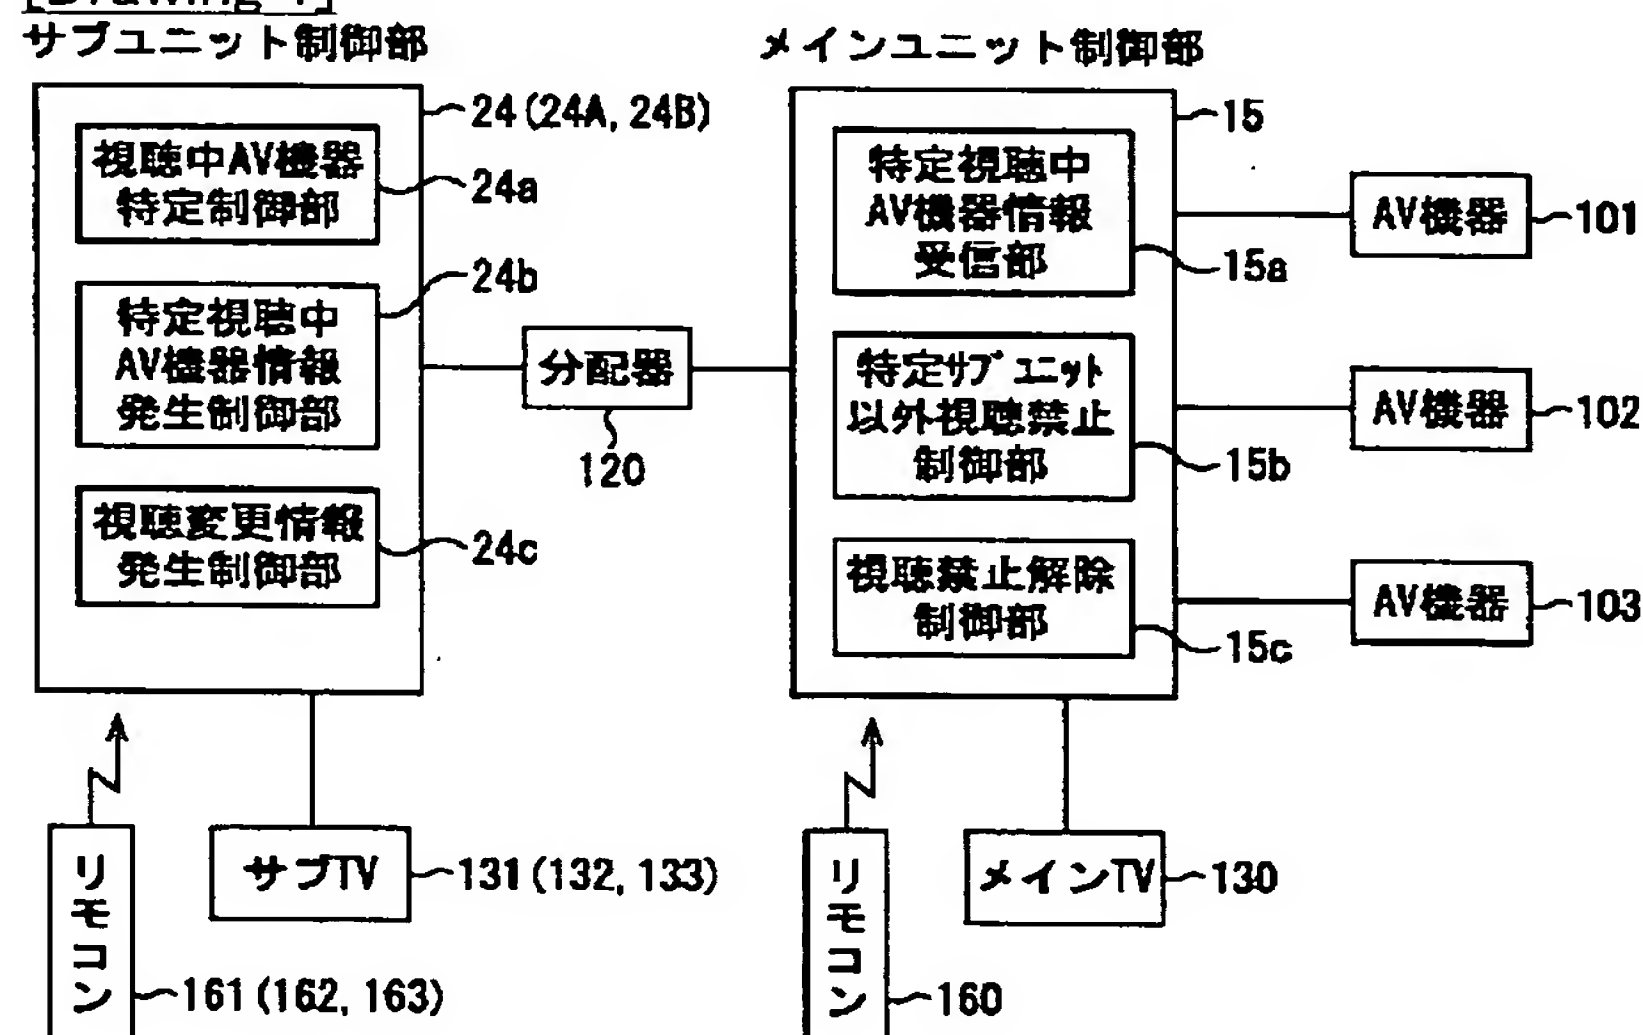 サブユニット制御部
24(24A, 24B)
視聴中AV機器
特定制御部
24a
特定視聴中
AV機器情報
発生制御部
24b
視聴変更情報
発生制御部
24c
分配器
120
リモコン
161(162, 163)
サブTV
131(132, 133)
メインユニット制御部
15
特定視聴中
AV機器情報
受信部
15a
特定ｻﾌﾞﾕﾆｯﾄ
以外視聴禁止
制御部
15b
視聴禁止解除
制御部
15c
AV機器
101
AV機器
102
AV機器
103
リモコン
160
メインTV
130